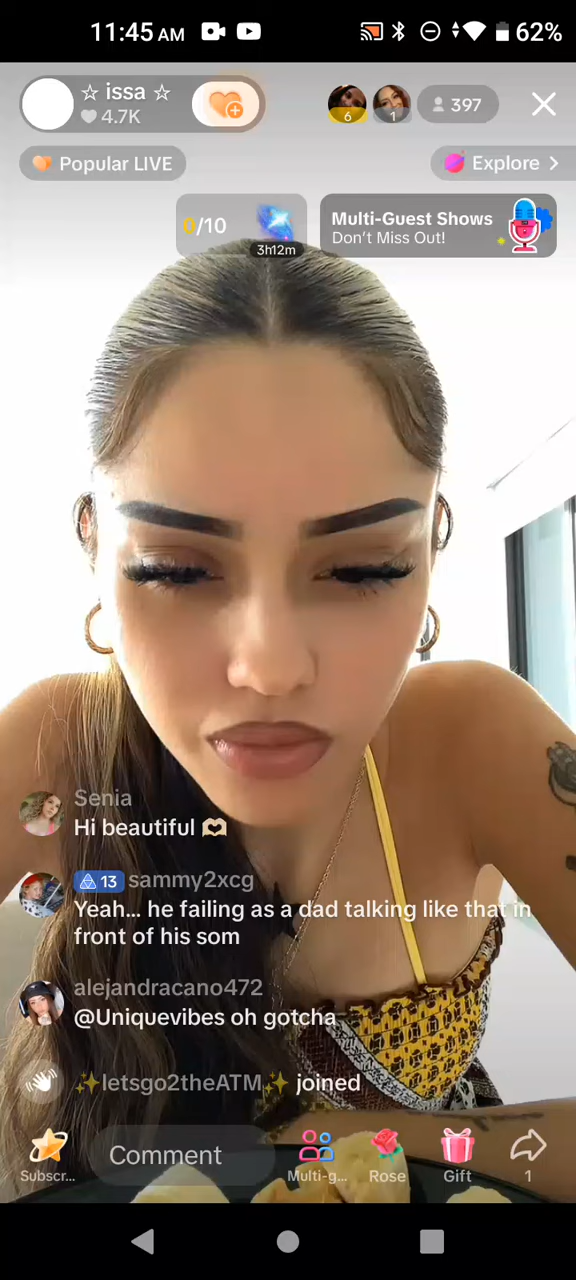 11:45 AM
62%
☆ issa ☆
4.7K
6
1
397
Popular LIVE
Explore >
0/10
3h12m
Multi-Guest Shows
Don't Miss Out!
Senia
Hi beautiful 🫶🏼
13 sammy2xcg
Yeah... he failing as a dad talking like that in
front of his som
alejandracano472
@Uniquevibes oh gotcha
✨letsgo2theATM✨ joined
Subscr...
Comment
Multi-g...
Rose
Gift
1